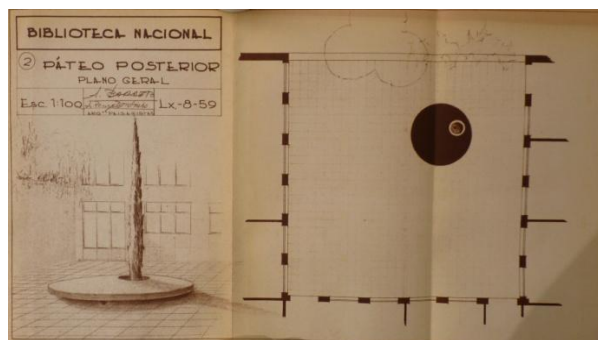 BIBLIOTECA NACIONAL
2 PÁTEO POSTERIOR
PLANO GERAL
Esc. 1:100
Lx-8-59